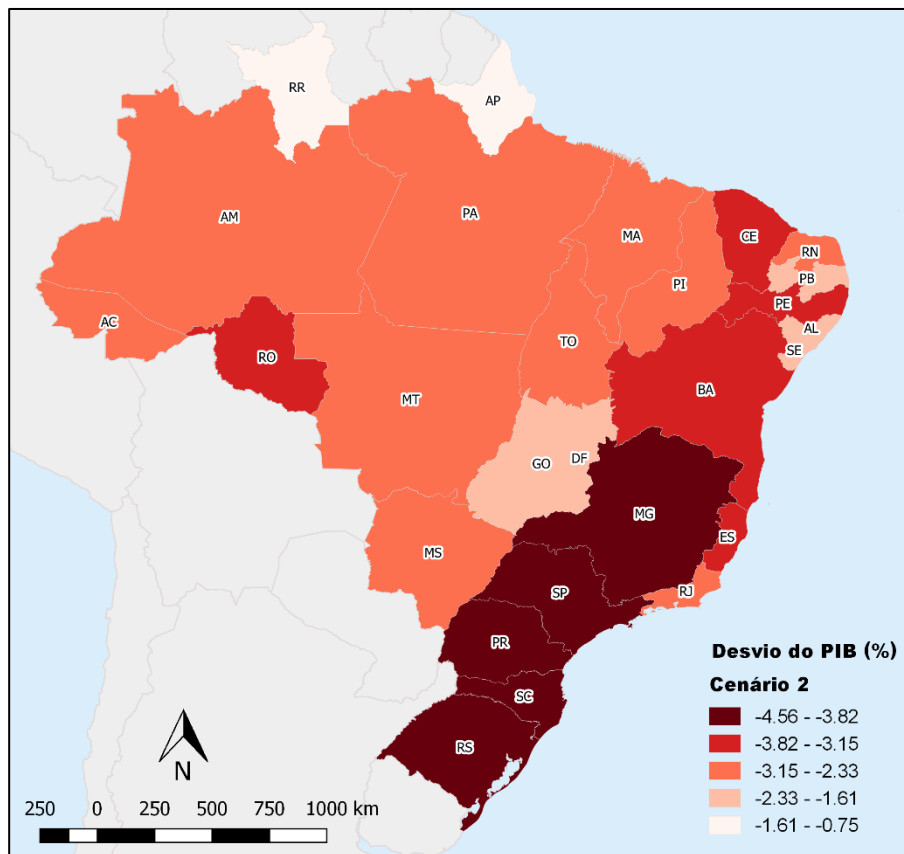 RR
AP
AM
PA
MA
CE
RN
PB
PI
PE
AC
AL
TO
SE
RO
BA
MT
GO
DF
MG
MS
ES
SP
RJ
PR
SC
RS
N
250 0 250 500 750 1000 km
Desvio do PIB (%)
Cenário 2
-4.56 - -3.82
-3.82 - -3.15
-3.15 - -2.33
-2.33 - -1.61
-1.61 - -0.75